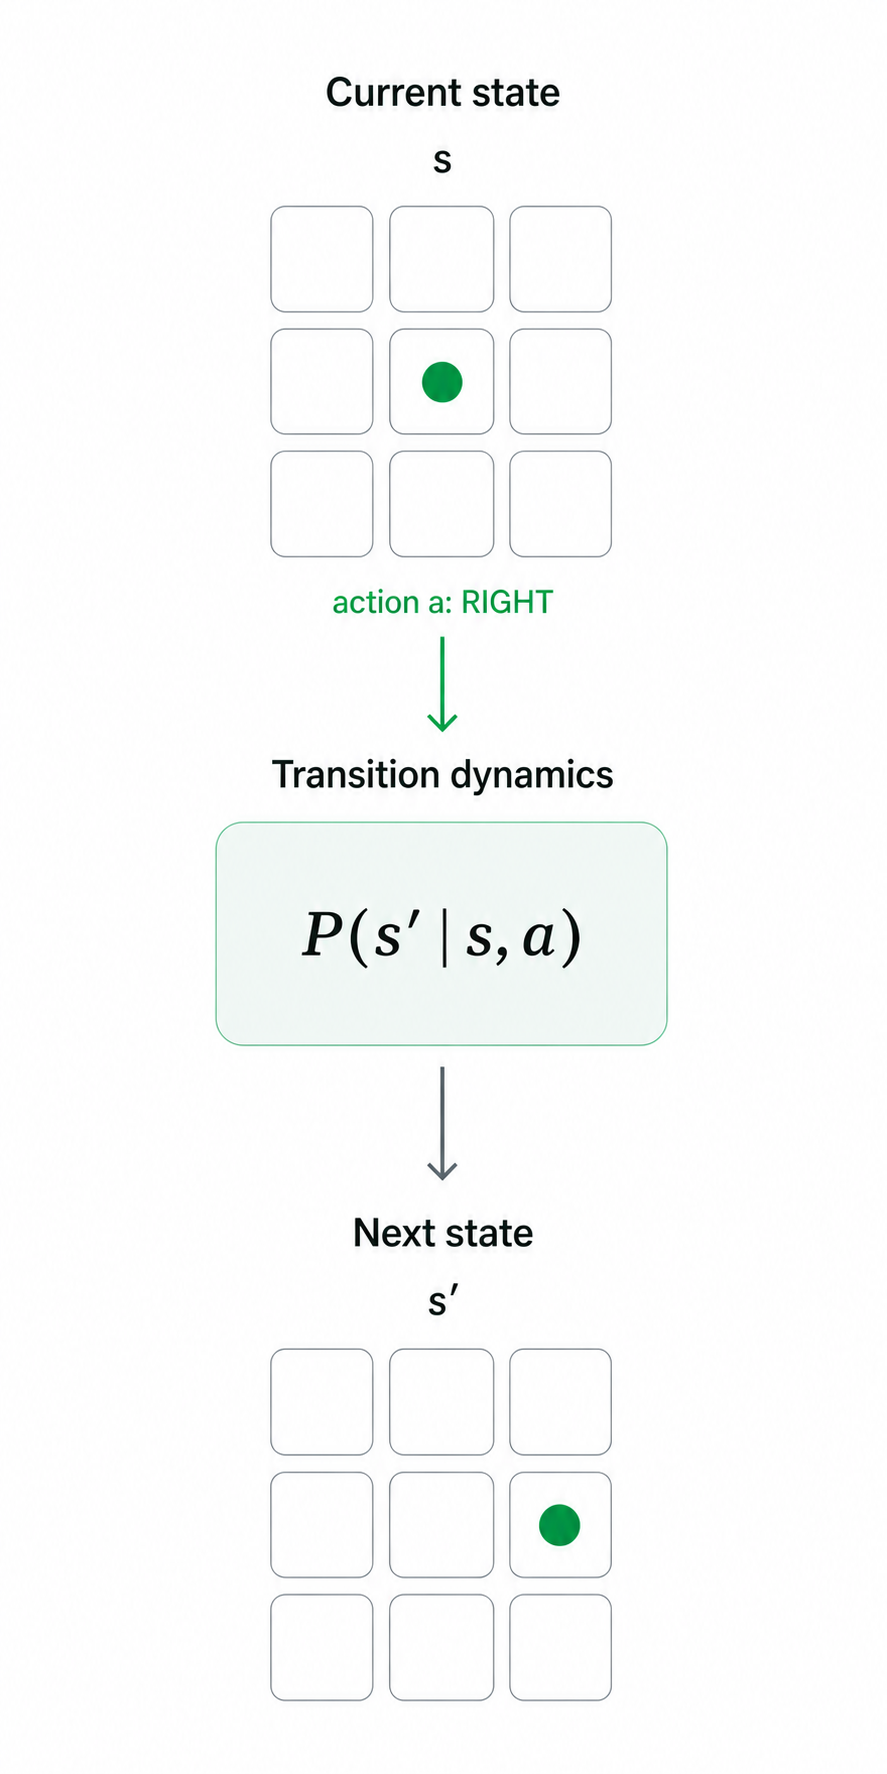 Current state
s
action a: RIGHT
Transition dynamics
P(s′ | s, a)
Next state
s′